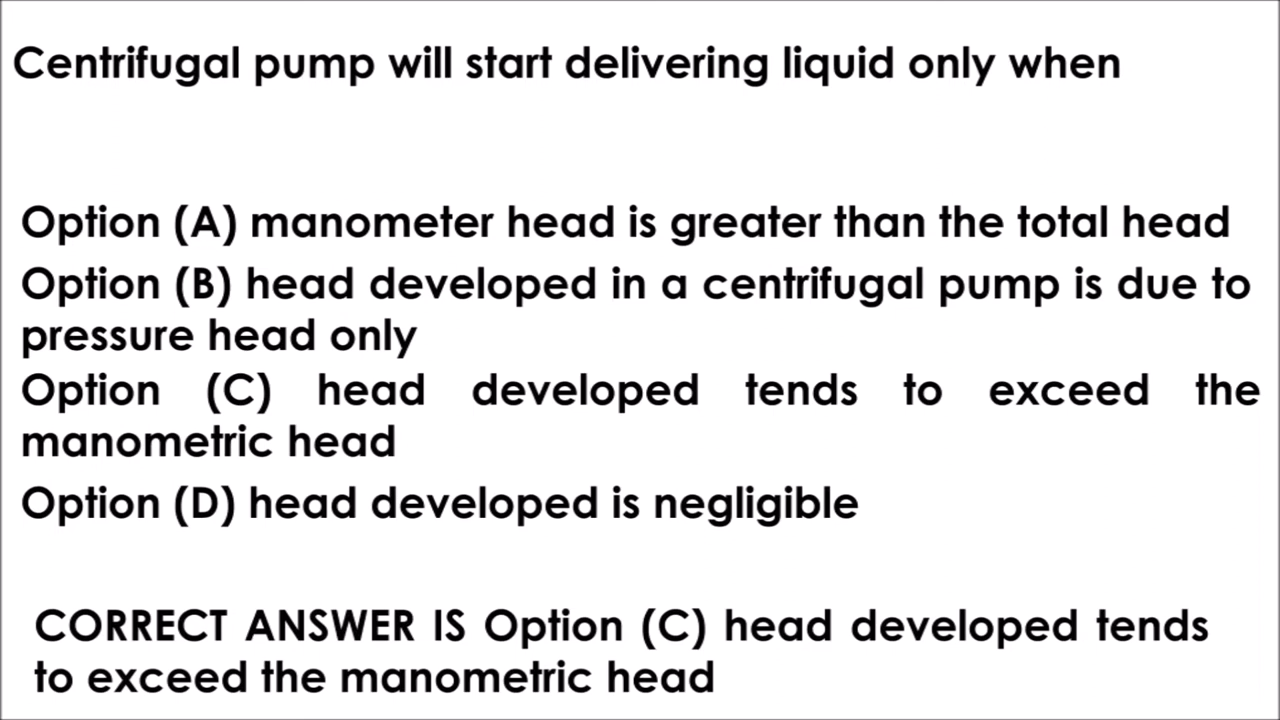 Centrifugal pump will start delivering liquid only when
Option (A) manometer head is greater than the total head
Option (B) head developed in a centrifugal pump is due to
pressure head only
Option (C) head developed tends to exceed the
manometric head
Option (D) head developed is negligible
CORRECT ANSWER IS Option (C) head developed tends
to exceed the manometric head